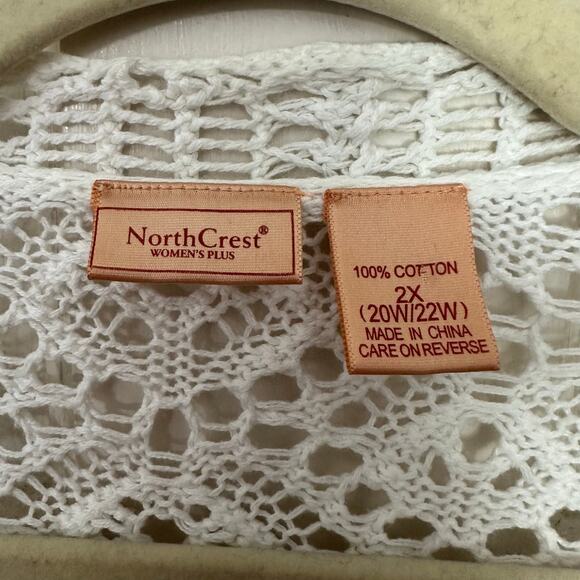 NorthCrest®
WOMEN'S PLUS
100% COTTON
2X
(20W/22W)
MADE IN CHINA
CARE ON REVERSE